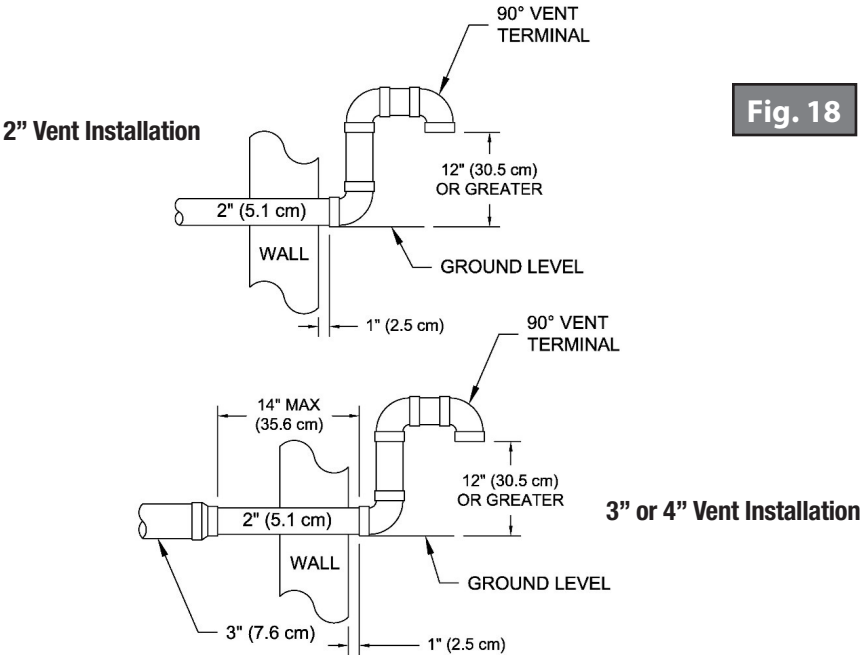 90° VENT
TERMINAL
Fig. 18
2” Vent Installation
12" (30.5 cm)
OR GREATER
2" (5.1 cm)
WALL
GROUND LEVEL
1" (2.5 cm)
90° VENT
TERMINAL
14" MAX
(35.6 cm)
12" (30.5 cm)
OR GREATER
3” or 4” Vent Installation
2" (5.1 cm)
WALL
GROUND LEVEL
3" (7.6 cm)
1" (2.5 cm)